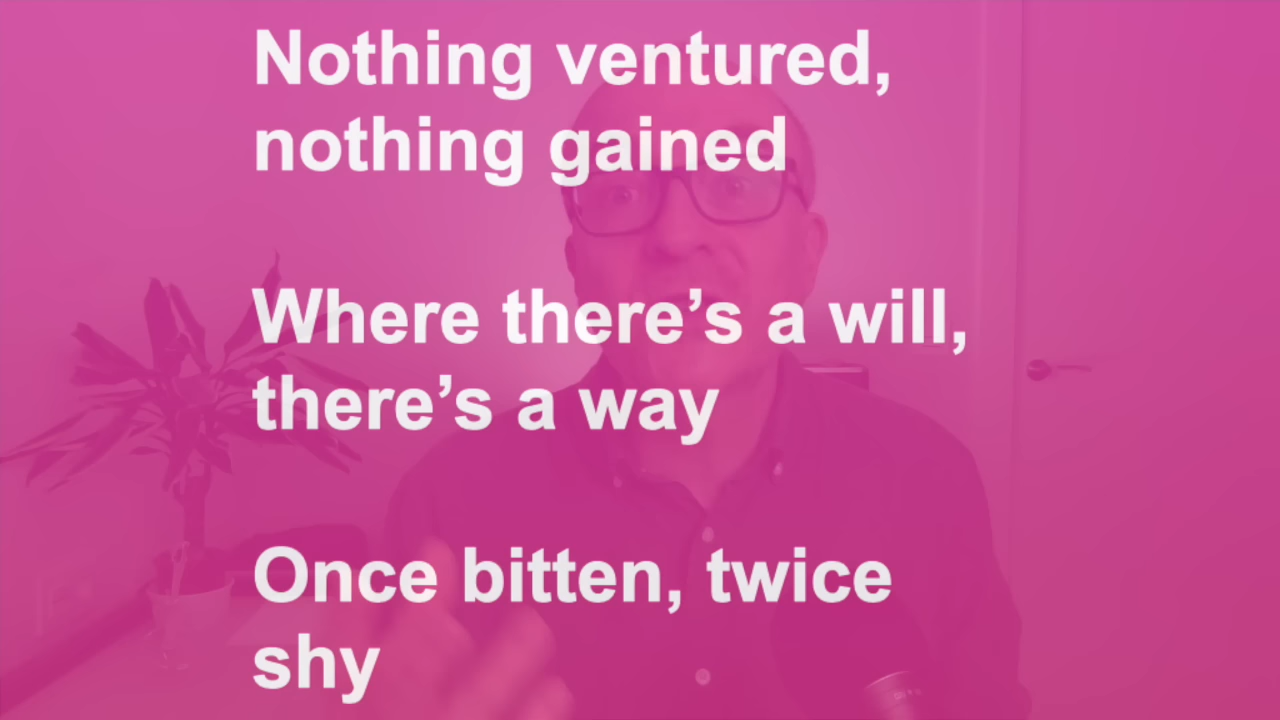 Nothing ventured,
nothing gained
Where there’s a will,
there’s a way
Once bitten, twice
shy